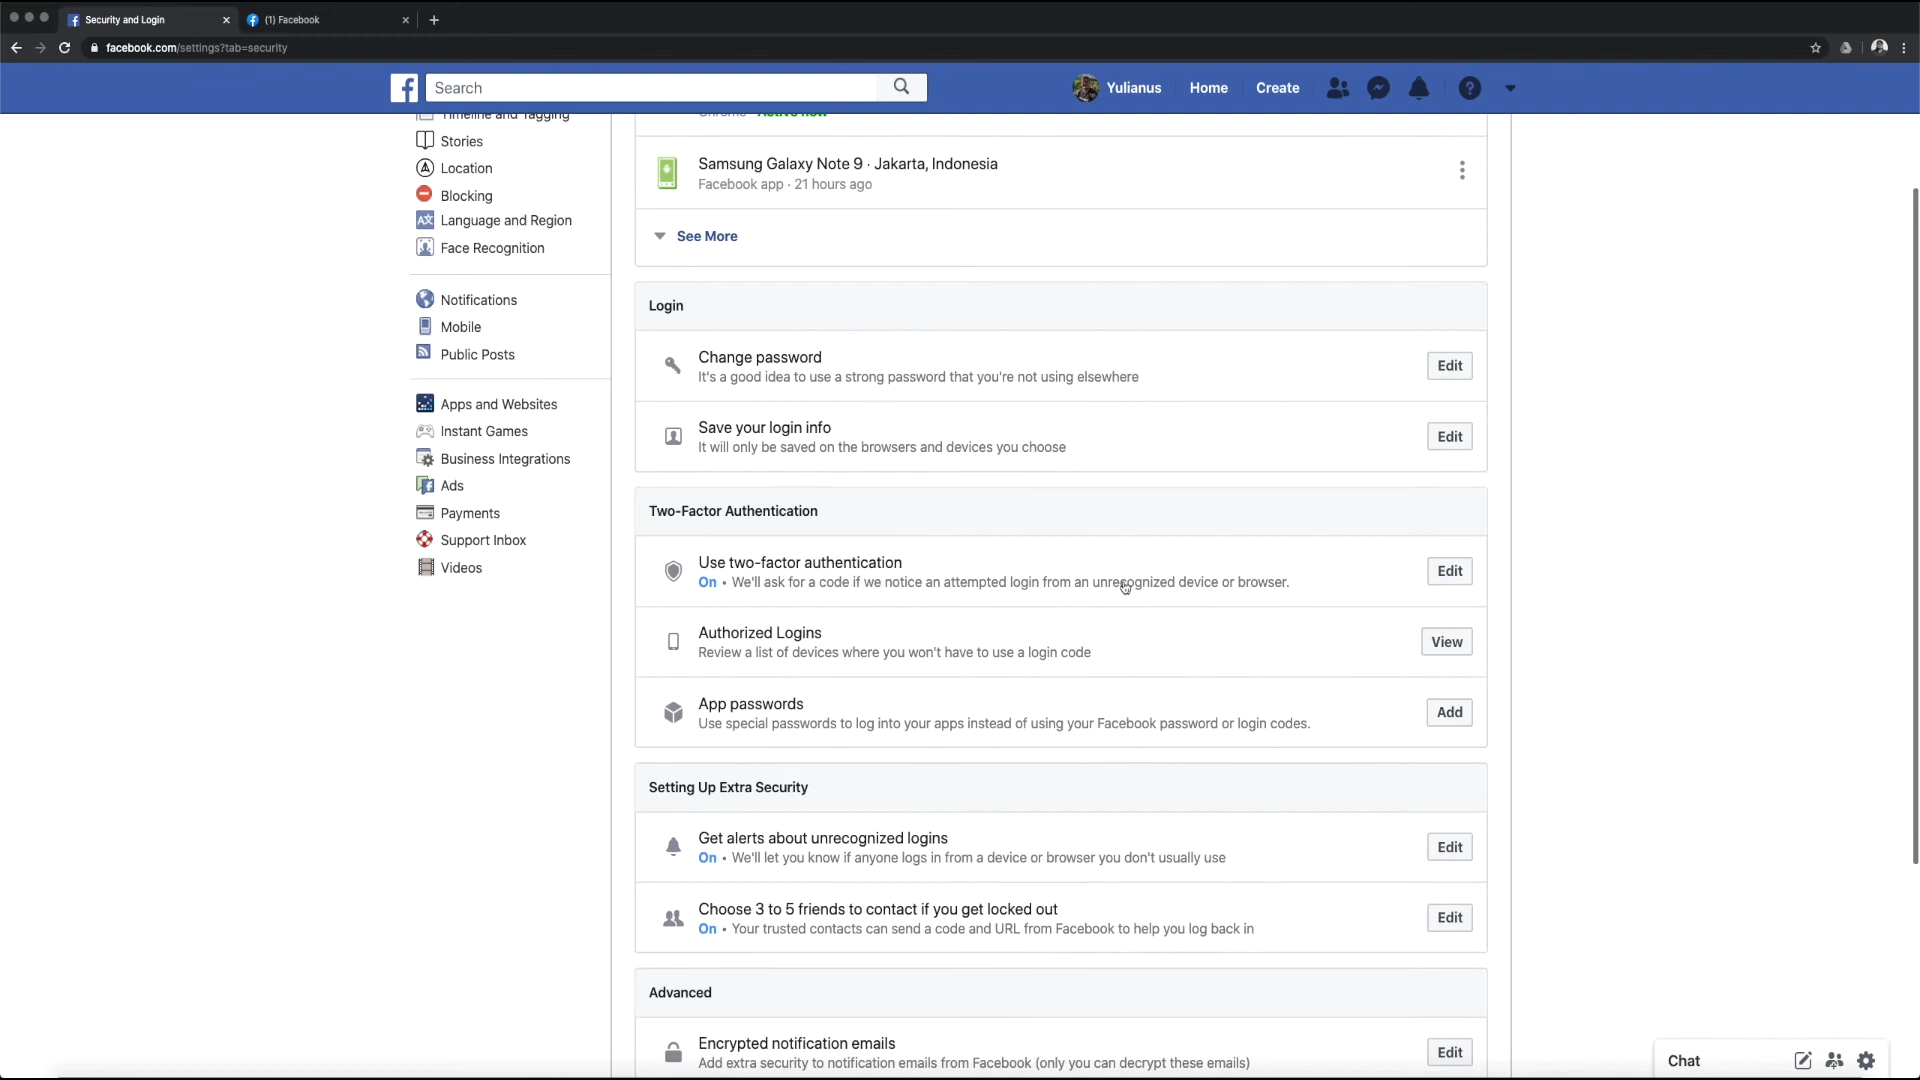 Security and Login
(1) Facebook
facebook.com/settings?tab=security
Search
Yulianus
Home
Create
Timeline and Tagging
Stories
Location
Blocking
Language and Region
Face Recognition
Notifications
Mobile
Public Posts
Apps and Websites
Instant Games
Business Integrations
Ads
Payments
Support Inbox
Videos
Chrome · Active now
Samsung Galaxy Note 9 · Jakarta, Indonesia
Facebook app · 21 hours ago
See More
Login
Change password
It's a good idea to use a strong password that you're not using elsewhere
Edit
Save your login info
It will only be saved on the browsers and devices you choose
Edit
Two-Factor Authentication
Use two-factor authentication
On • We'll ask for a code if we notice an attempted login from an unrecognized device or browser.
Edit
Authorized Logins
Review a list of devices where you won't have to use a login code
View
App passwords
Use special passwords to log into your apps instead of using your Facebook password or login codes.
Add
Setting Up Extra Security
Get alerts about unrecognized logins
On • We'll let you know if anyone logs in from a device or browser you don't usually use
Edit
Choose 3 to 5 friends to contact if you get locked out
On • Your trusted contacts can send a code and URL from Facebook to help you log back in
Edit
Advanced
Encrypted notification emails
Add extra security to notification emails from Facebook (only you can decrypt these emails)
Edit
Chat